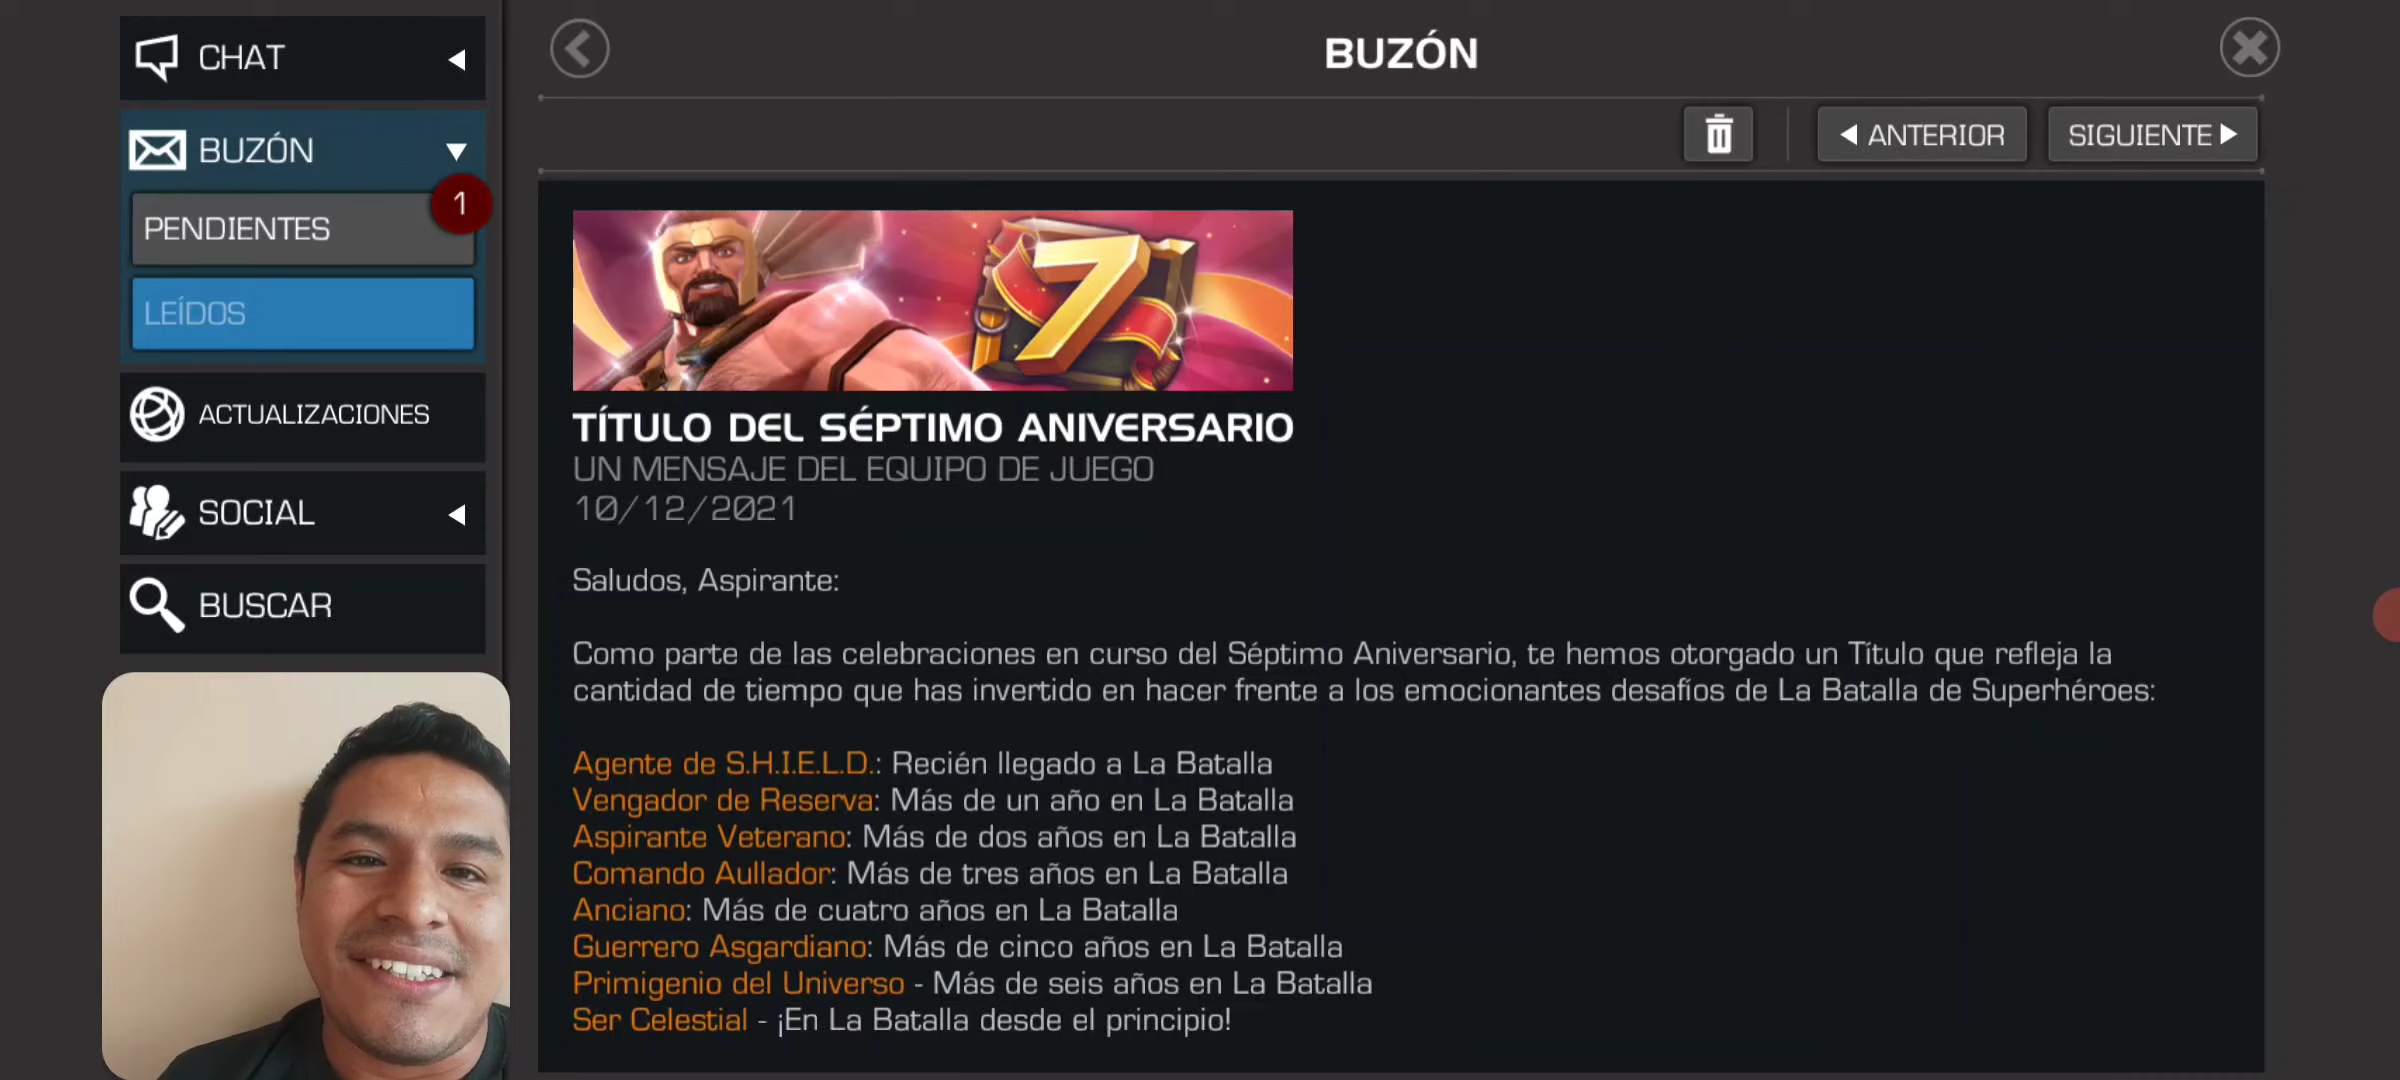 CHAT
BUZÓN
PENDIENTES
1
LEÍDOS
ACTUALIZACIONES
SOCIAL
BUSCAR
BUZÓN
ANTERIOR
SIGUIENTE
7
TÍTULO DEL SÉPTIMO ANIVERSARIO
UN MENSAJE DEL EQUIPO DE JUEGO
10/12/2021
Saludos, Aspirante:
Como parte de las celebraciones en curso del Séptimo Aniversario, te hemos otorgado un Título que refleja la
cantidad de tiempo que has invertido en hacer frente a los emocionantes desafíos de La Batalla de Superhéroes:
Agente de S.H.I.E.L.D.: Recién llegado a La Batalla
Vengador de Reserva: Más de un año en La Batalla
Aspirante Veterano: Más de dos años en La Batalla
Comando Aullador: Más de tres años en La Batalla
Anciano: Más de cuatro años en La Batalla
Guerrero Asgardiano: Más de cinco años en La Batalla
Primigenio del Universo - Más de seis años en La Batalla
Ser Celestial - ¡En La Batalla desde el principio!